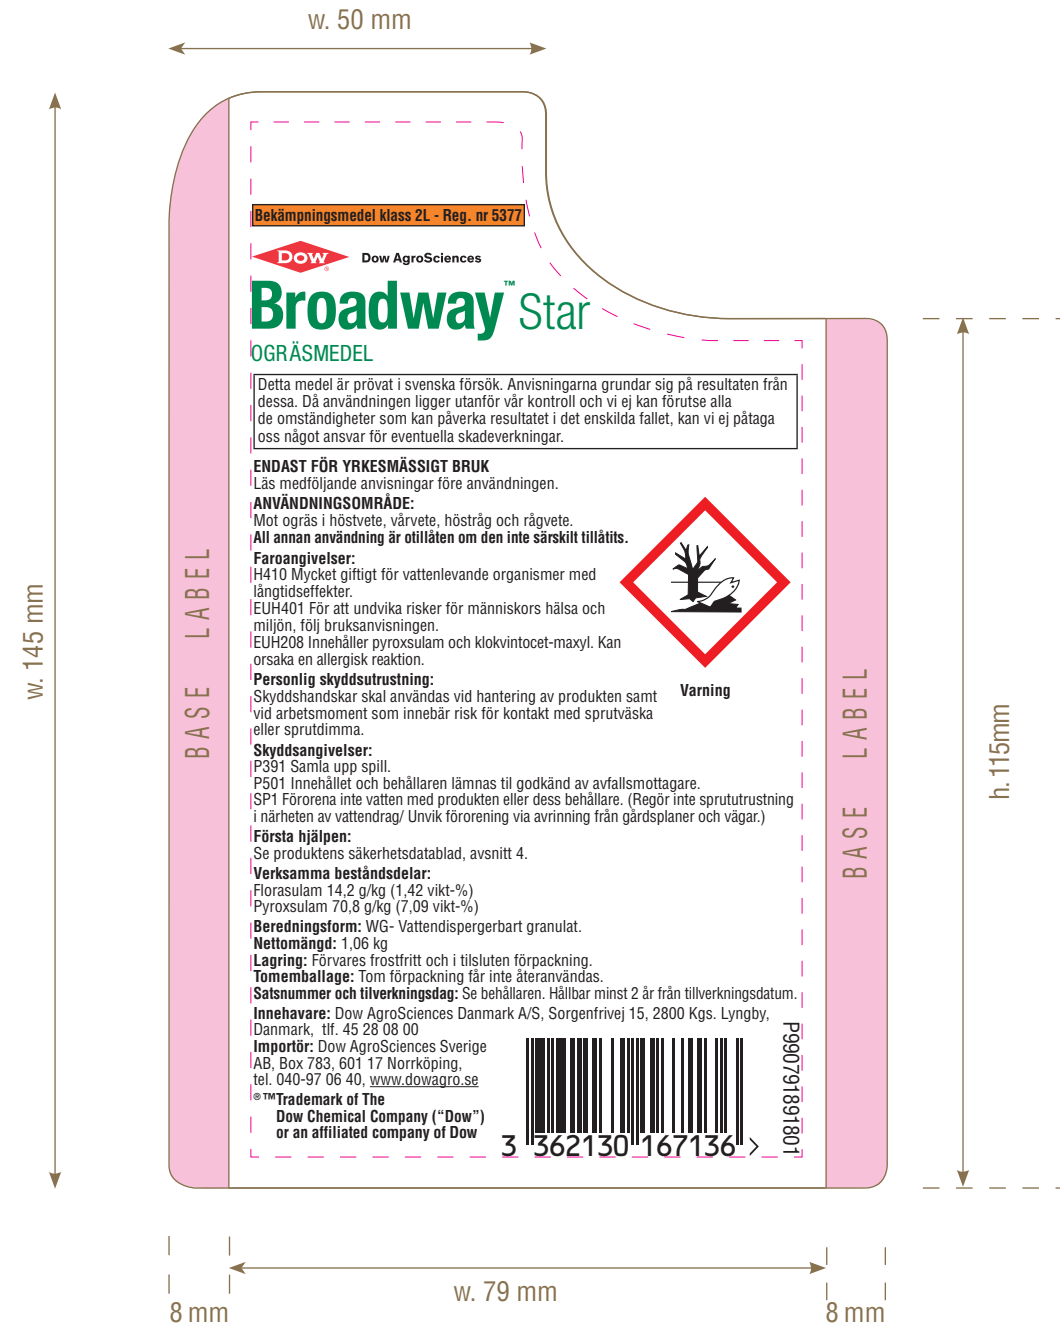 w. 50 mm
Bekämpningsmedel klass 2L - Reg. nr 5377
Dow® Dow AgroSciences
Broadway™ Star
OGRÄSMEDEL
Detta medel är prövat i svenska försök. Anvisningarna grundar sig på resultaten från
dessa. Då användningen ligger utanför vår kontroll och vi ej kan förutse alla
de omständigheter som kan påverka resultatet i det enskilda fallet, kan vi ej påtaga
oss något ansvar för eventuella skadeverkningar.
ENDAST FÖR YRKESMÄSSIGT BRUK
Läs medföljande anvisningar före användningen.
ANVÄNDNINGSOMRÅDE:
Mot ogräs i höstvete, vårvete, höstråg och rågvete.
All annan användning är otillåten om den inte särskilt tillåtits.
Faroangivelser:
H410 Mycket giftigt för vattenlevande organismer med
långtidseffekter.
EUH401 För att undvika risker för människors hälsa och
miljön, följ bruksanvisningen.
EUH208 Innehåller pyroxsulam och klokvintocet-maxyl. Kan
orsaka en allergisk reaktion.
Varning
Personlig skyddsutrustning:
Skyddshandskar skal användas vid hantering av produkten samt
vid arbetsmoment som innebär risk för kontakt med sprutväska
eller sprutdimma.
Skyddsangivelser:
P391 Samla upp spill.
P501 Innehållet och behållaren lämnas til godkänd av avfallsmottagare.
SP1 Förorena inte vatten med produkten eller dess behållare. (Regör inte sprututrustning
i närheten av vattendrag/ Unvik förorening via avrinning från gårdsplaner och vägar.)
Första hjälpen:
Se produktens säkerhetsdatablad, avsnitt 4.
Verksamma beståndsdelar:
Florasulam 14,2 g/kg (1,42 vikt-%)
Pyroxsulam 70,8 g/kg (7,09 vikt-%)
Beredningsform: WG- Vattendispergerbart granulat.
Nettomängd: 1,06 kg
Lagring: Förvares frostfritt och i tilsluten förpackning.
Tomemballage: Tom förpackning får inte återanvändas.
Satsnummer och tilverkningsdag: Se behållaren. Hållbar minst 2 år från tillverkningsdatum.
Innehavare: Dow AgroSciences Danmark A/S, Sorgenfrivej 15, 2800 Kgs. Lyngby,
Danmark, tlf. 45 28 08 00
Importör: Dow AgroSciences Sverige
AB, Box 783, 601 17 Norrköping,
tel. 040-97 06 40, www.dowagro.se
®™Trademark of The
Dow Chemical Company (“Dow”)
or an affiliated company of Dow
3 362130 167136 >
P990791891801
BASE LABEL
BASE LABEL
w. 145 mm
h. 115mm
8 mm
w. 79 mm
8 mm